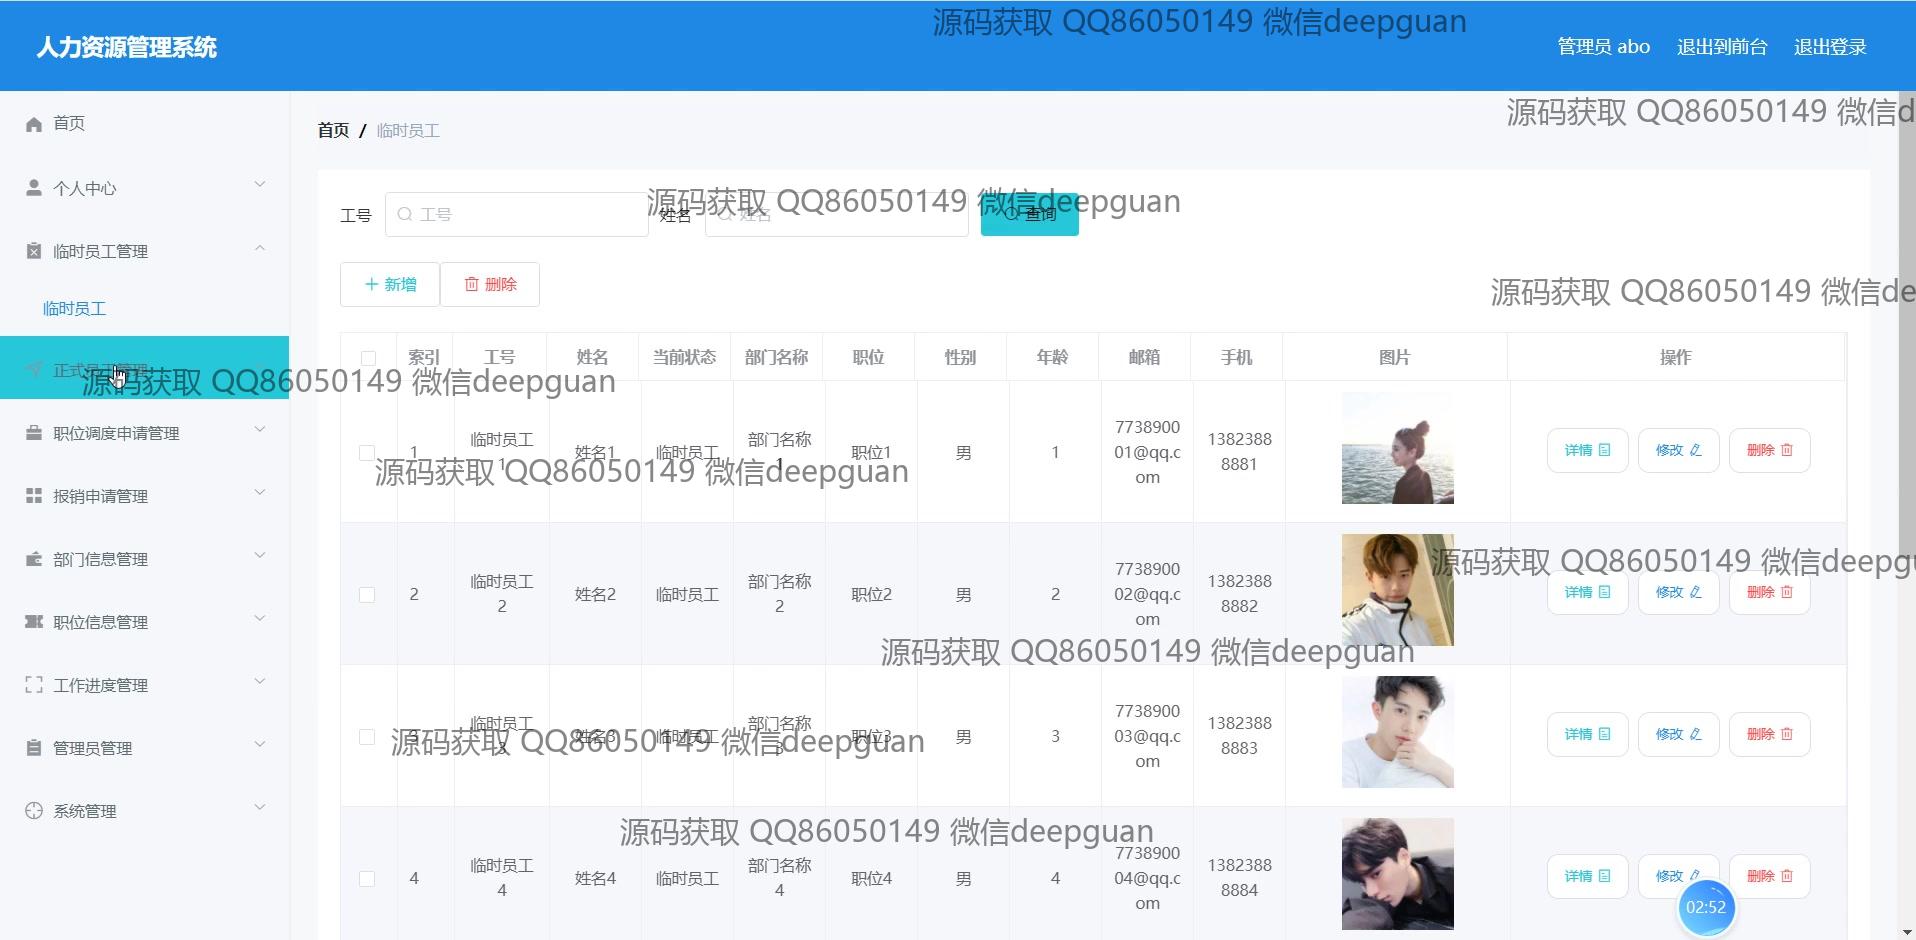 源码获取 QQ86050149 微信deepguan
人力资源管理系统
管理员 abo 退出到前台 退出登录
源码获取 QQ86050149 微信d
首页
首页 / 临时员工
个人中心
源码获取 QQ86050149 微信deepguan
工号 工号 姓名 姓名 查询
临时员工管理
新增 删除
源码获取 QQ86050149 微信de
临时员工
索引 工号 姓名 当前状态 部门名称 职位 性别 年龄 邮箱 手机 图片 操作
正式员工管理
源码获取 QQ86050149 微信deepguan
职位调度申请管理
1 临时员工1 姓名1 临时员工 部门名称1 职位1 男 1 773890001@qq.com 13823888881 详情 修改 删除
源码获取 QQ86050149 微信deepguan
报销申请管理
部门信息管理
源码获取 QQ86050149 微信deepgu
2 临时员工2 姓名2 临时员工 部门名称2 职位2 男 2 773890002@qq.com 13823888882 详情 修改 删除
职位信息管理
源码获取 QQ86050149 微信deepguan
工作进度管理
3 临时员工3 姓名3 临时员工 部门名称3 职位3 男 3 773890003@qq.com 13823888883 详情 修改 删除
源码获取 QQ86050149 微信deepguan
管理员管理
系统管理
源码获取 QQ86050149 微信deepguan
4 临时员工4 姓名4 临时员工 部门名称4 职位4 男 4 773890004@qq.com 13823888884 详情 修改 删除
02:52